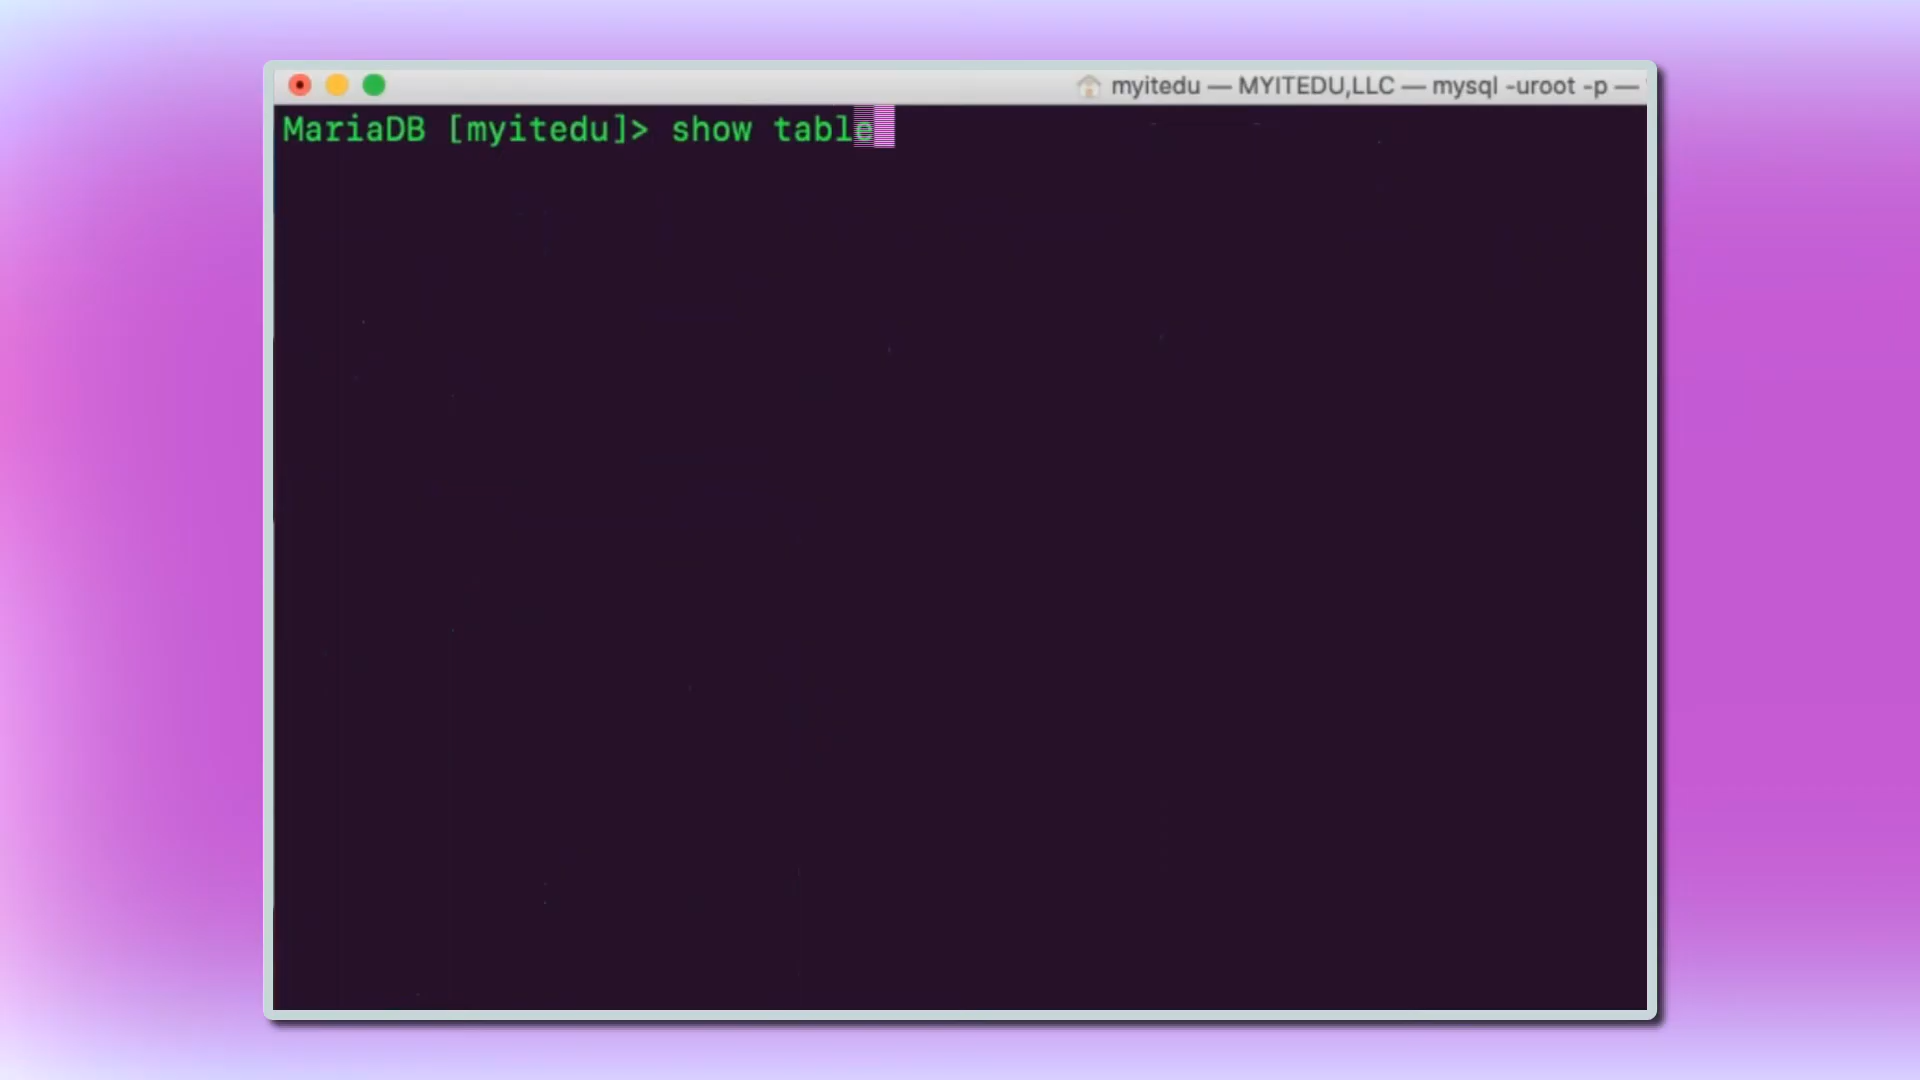 myitedu — MYITEDU,LLC — mysql -uroot -p —
MariaDB [myitedu]> show table